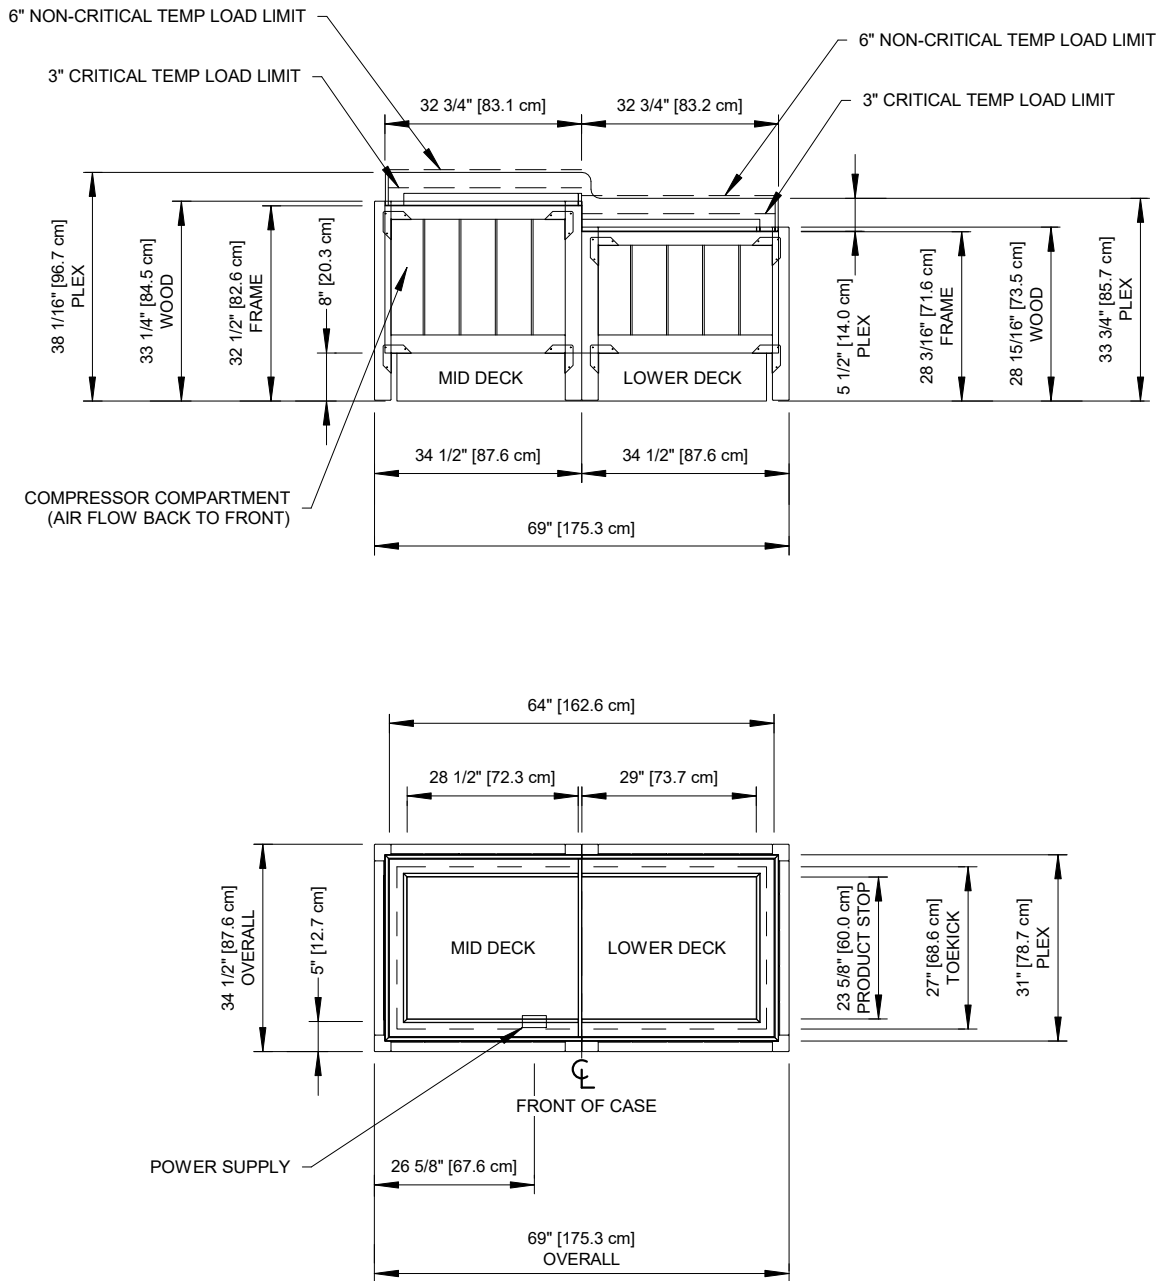 6" NON-CRITICAL TEMP LOAD LIMIT
6" NON-CRITICAL TEMP LOAD LIMIT
3" CRITICAL TEMP LOAD LIMIT
3" CRITICAL TEMP LOAD LIMIT
32 3/4" [83.1 cm]
32 3/4" [83.2 cm]
38 1/16" [96.7 cm]
PLEX
33 1/4" [84.5 cm]
WOOD
32 1/2" [82.6 cm]
FRAME
8" [20.3 cm]
5 1/2" [14.0 cm]
PLEX
28 3/16" [71.6 cm]
FRAME
28 15/16" [73.5 cm]
WOOD
33 3/4" [85.7 cm]
PLEX
MID DECK
LOWER DECK
34 1/2" [87.6 cm]
34 1/2" [87.6 cm]
COMPRESSOR COMPARTMENT
(AIR FLOW BACK TO FRONT)
69" [175.3 cm]
64" [162.6 cm]
28 1/2" [72.3 cm]
29" [73.7 cm]
34 1/2" [87.6 cm]
OVERALL
5" [12.7 cm]
MID DECK
LOWER DECK
23 5/8" [60.0 cm]
PRODUCT STOP
27" [68.6 cm]
TOEKICK
31" [78.7 cm]
PLEX
℄
FRONT OF CASE
POWER SUPPLY
26 5/8" [67.6 cm]
69" [175.3 cm]
OVERALL